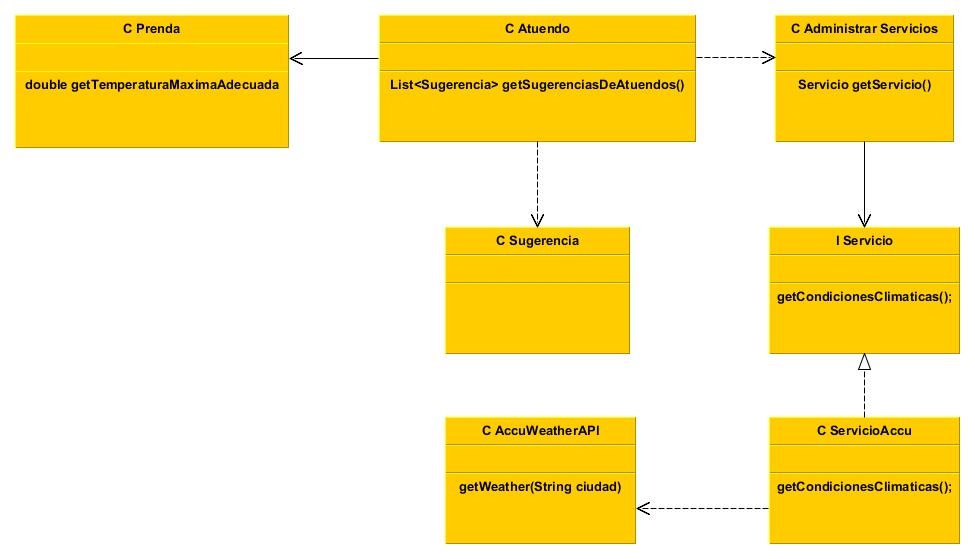 C Prenda
double getTemperaturaMaximaAdecuada
C Atuendo
List<Sugerencia> getSugerenciasDeAtuendos()
C Administrar Servicios
Servicio getServicio()
C Sugerencia
I Servicio
getCondicionesClimaticas();
C AccuWeatherAPI
getWeather(String ciudad)
C ServicioAccu
getCondicionesClimaticas();